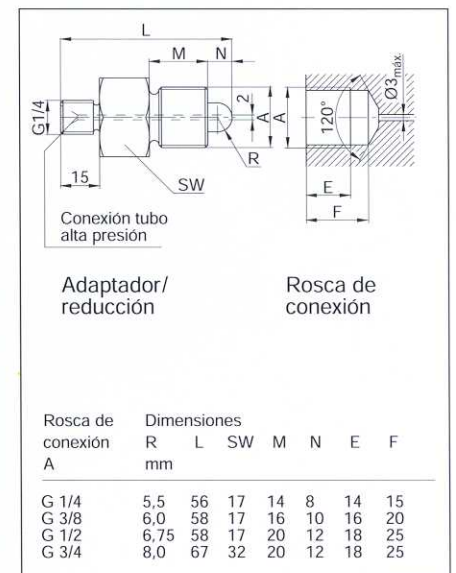 L
M
N
G1/4
2
A
A
120°
Ø3 máx.
R
15
SW
E
F
Conexión tubo
alta presión
Adaptador/
reducción
Rosca de
conexión
Rosca de Dimensiones
conexión R L SW M N E F
A mm
G 1/4 5,5 56 17 14 8 14 15
G 3/8 6,0 58 17 16 10 16 20
G 1/2 6,75 58 17 20 12 18 25
G 3/4 8,0 67 32 20 12 18 25